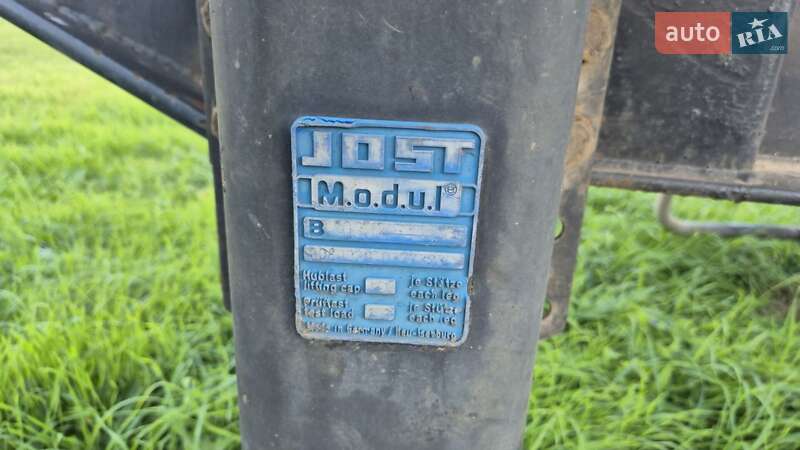 auto RIA .com
JOST
M.o.d.u.l ®
B
Hublast je Stütze
lifting cap. each leg
Prüflast je Stütze
test load each leg
Made in Germany / Neu-Isenburg